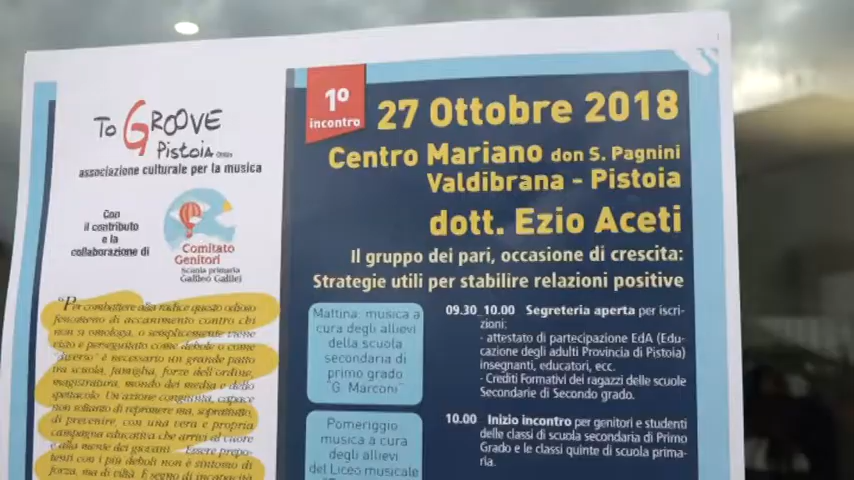 To GROOVE
Pistoia
associazione culturale per la musica
Con
il contributo
e la
collaborazione di
Comitato
Genitori
Scuola primaria
Galileo Galilei
"Per combattere alla radice questo odioso
fenomeno di accanimento contro chi
non si omologa, o semplicemente viene
visto e perseguitato come debole o come
"diverso" è necessario un grande patto
tra scuola, famiglia, forze dell'ordine,
magistratura, mondo dei media e dello
spettacolo. Un azione congiunta, capace
non soltanto di reprimere ma, soprattutto,
di prevenire, con una vera e propria
campagna educativa che arrivi al cuore
e alla mente dei giovani Essere prepo-
tenti con i più deboli non è sintomo di
forza, ma di viltà. È segno di incapacità
1º
incontro
27 Ottobre 2018
Centro Mariano don S. Pagnini
Valdibrana - Pistoia
dott. Ezio Aceti
Il gruppo dei pari, occasione di crescita:
Strategie utili per stabilire relazioni positive
Mattina: musica a
cura degli allievi
della scuola
secondaria di
primo grado
"G. Marconi"
Pomeriggio
musica a cura
degli allievi
del Liceo musicale
09.30_10.00 Segreteria aperta per iscri-
zioni:
- attestato di partecipazione EdA (Edu-
cazione degli adulti Provincia di Pistoia)
insegnanti, educatori, ecc.
- Crediti Formativi dei ragazzi delle scuole
Secondarie di Secondo grado.
10.00 Inizio incontro per genitori e studenti
delle classi di scuola secondaria di Primo
Grado e le classi quinte di scuola prima-
ria.